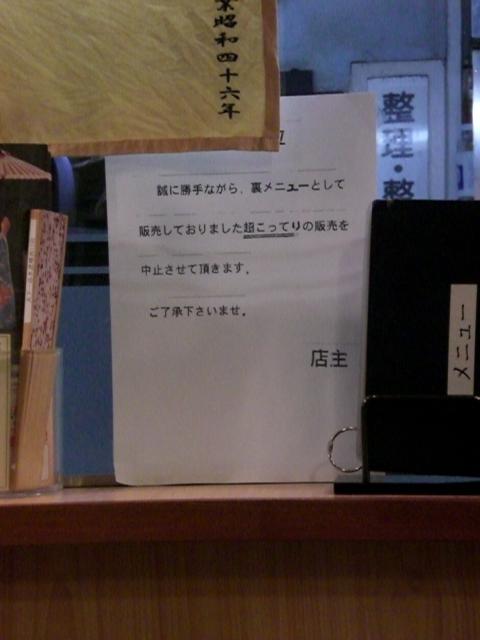 業昭和四十六年
誠に勝手ながら、裏メニューとして
販売しておりました超こってりの販売を
中止させて頂きます。
ご了承下さいませ。
店主
整理・整
メニュー